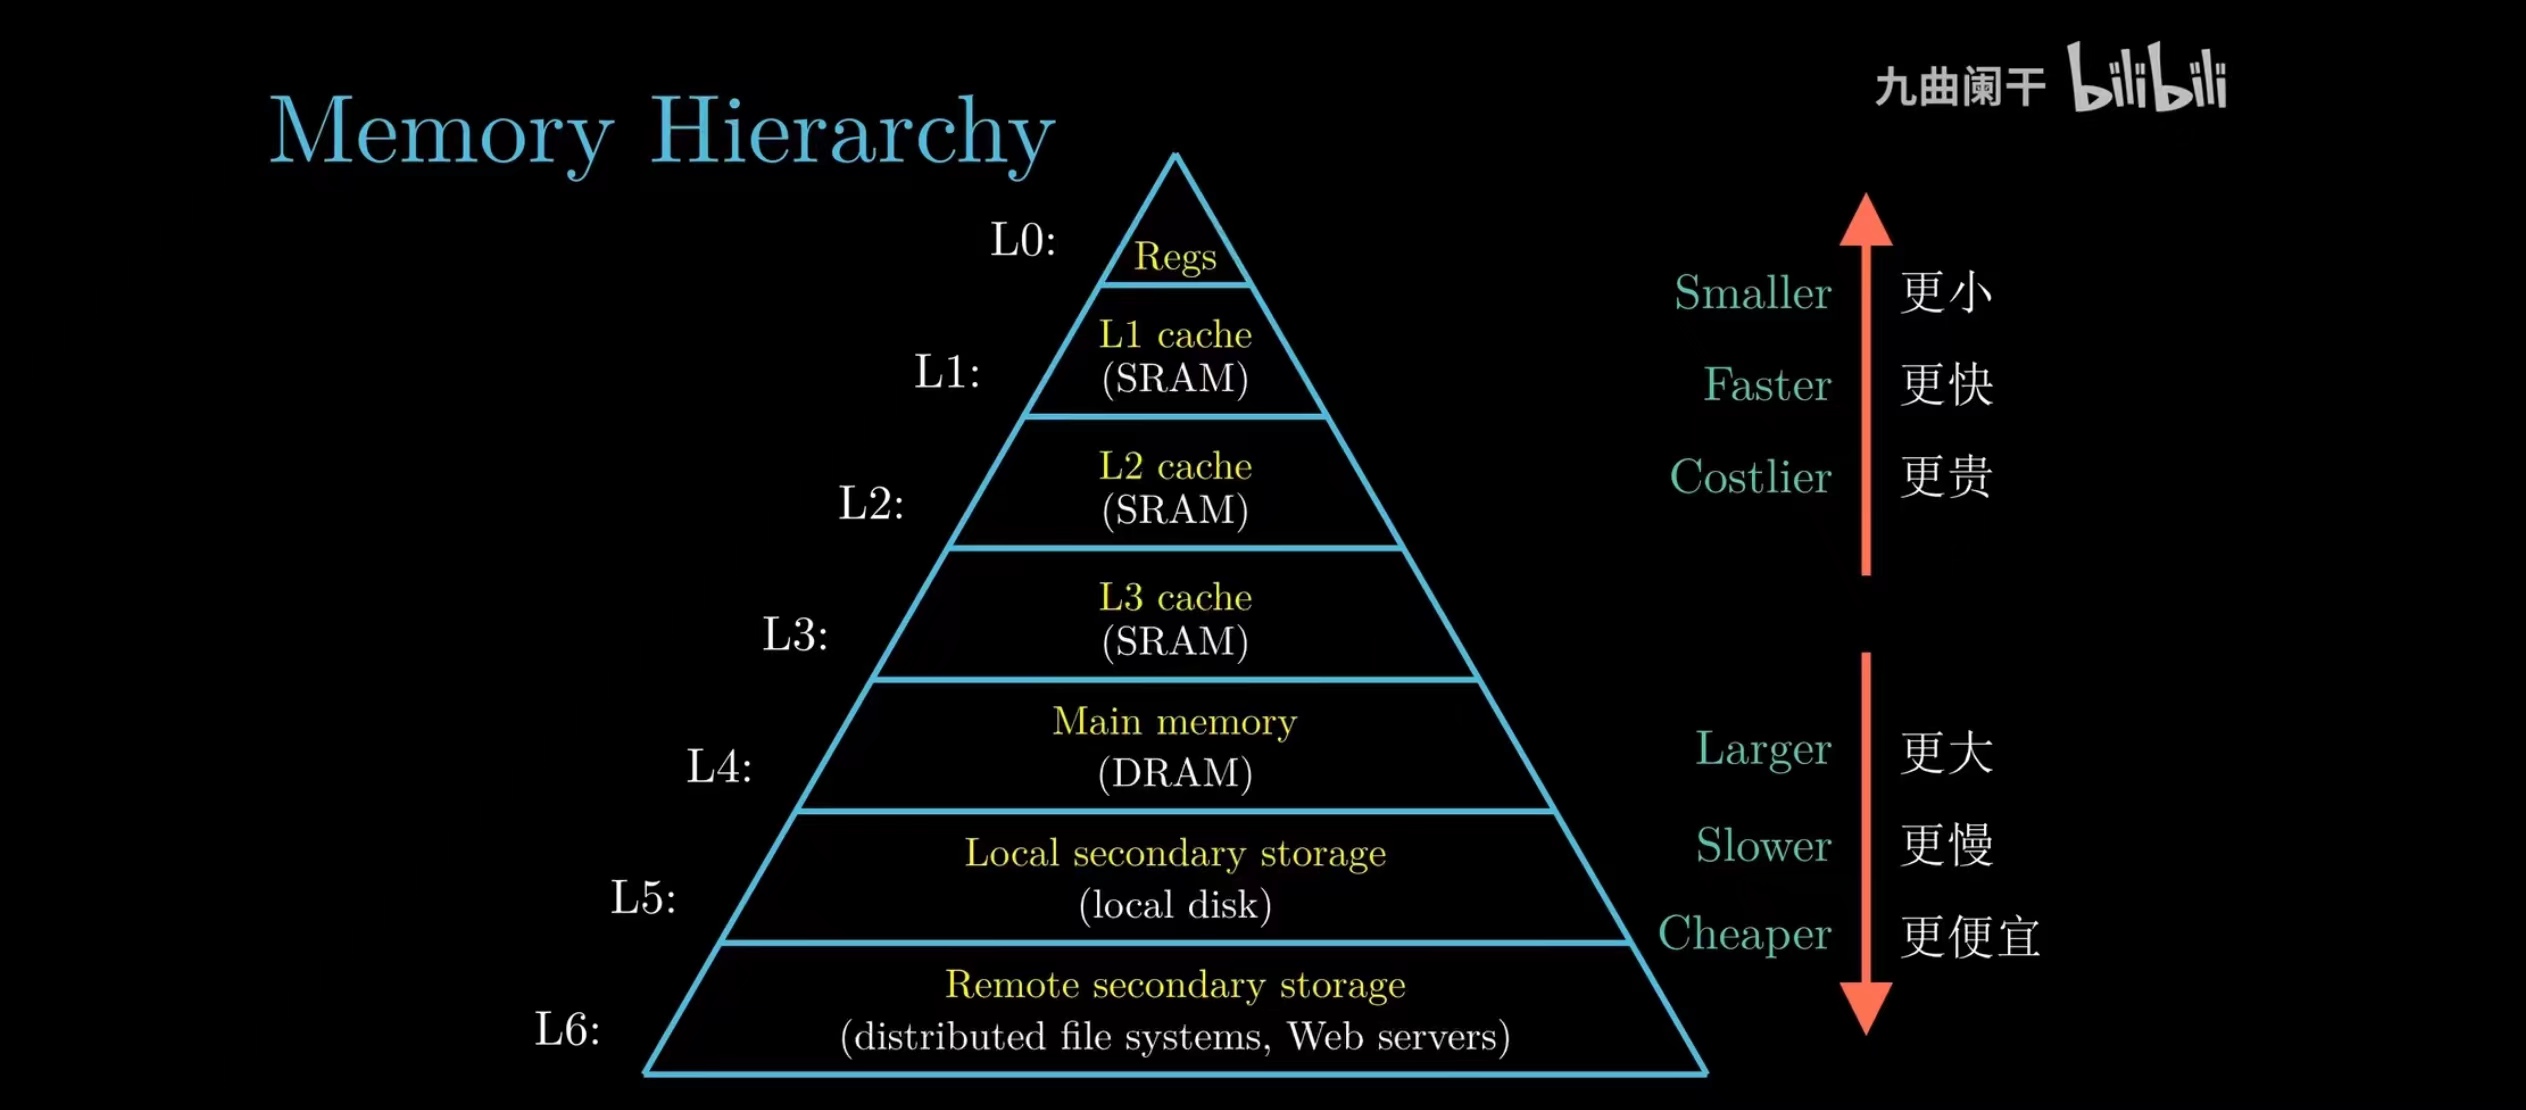 九曲阑干 bilibili
Memory Hierarchy
L0:
Regs
L1:
L1 cache
(SRAM)
L2:
L2 cache
(SRAM)
L3:
L3 cache
(SRAM)
L4:
Main memory
(DRAM)
L5:
Local secondary storage
(local disk)
L6:
Remote secondary storage
(distributed file systems, Web servers)
Smaller 更小
Faster 更快
Costlier 更贵
Larger 更大
Slower 更慢
Cheaper 更便宜